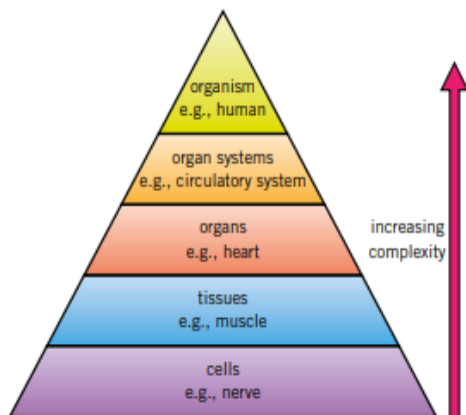 organism
e.g., human
organ systems
e.g., circulatory system
organs
e.g., heart
increasing
complexity
tissues
e.g., muscle
cells
e.g., nerve